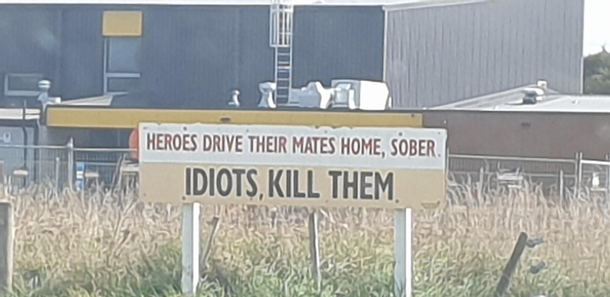 HEROES DRIVE THEIR MATES HOME, SOBER
IDIOTS, KILL THEM